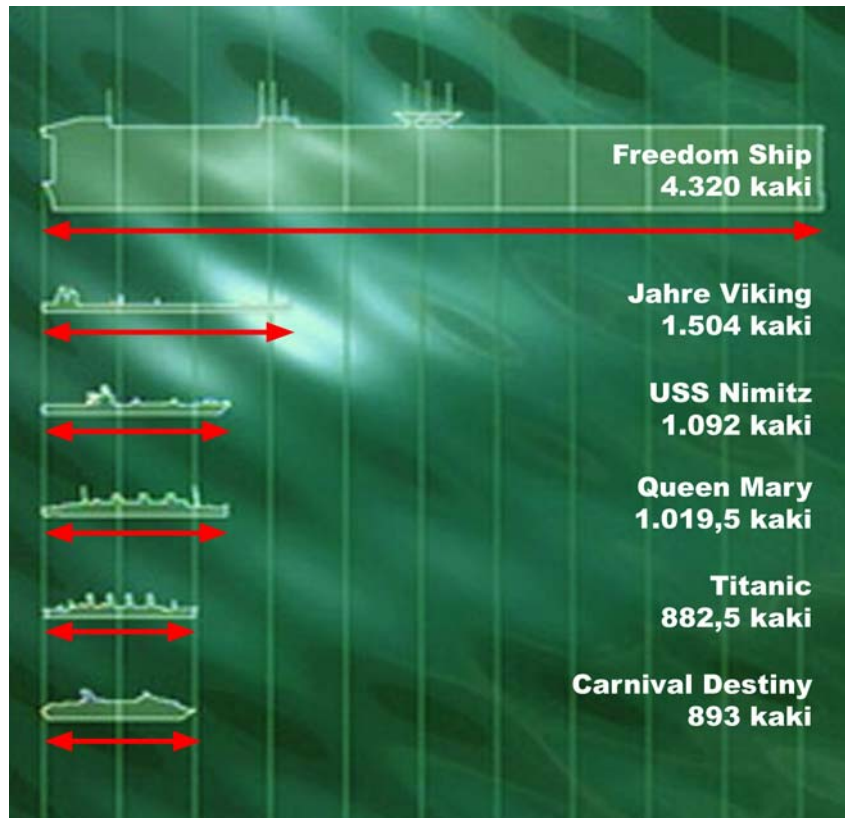 Freedom Ship
4.320 kaki
Jahre Viking
1.504 kaki
USS Nimitz
1.092 kaki
Queen Mary
1.019,5 kaki
Titanic
882,5 kaki
Carnival Destiny
893 kaki